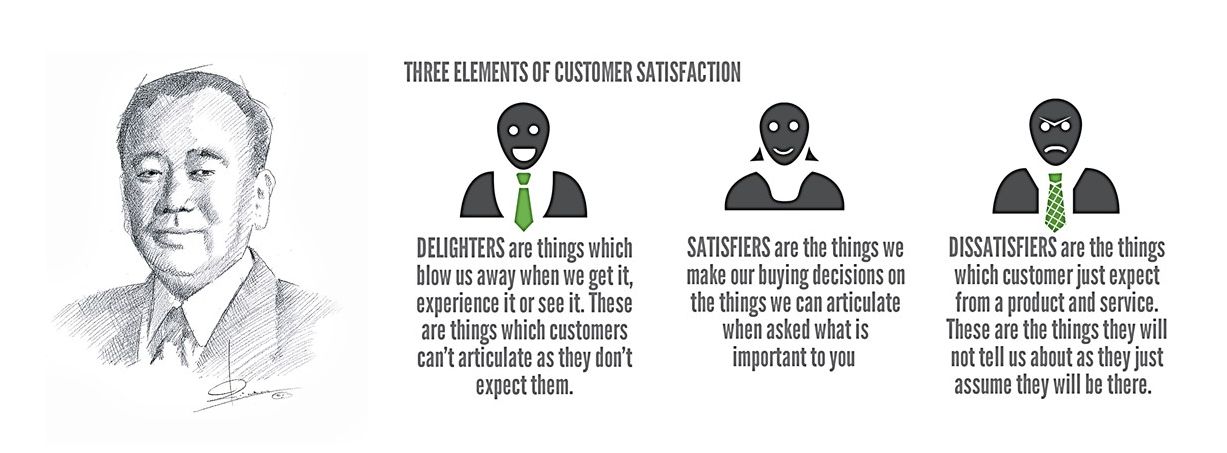 THREE ELEMENTS OF CUSTOMER SATISFACTION
DELIGHTERS are things which
blow us away when we get it,
experience it or see it. These
are things which customers
can't articulate as they don't
expect them.
SATISFIERS are the things we
make our buying decisions on
the things we can articulate
when asked what is
important to you
DISSATISFIERS are the things
which customer just expect
from a product and service.
These are the things they will
not tell us about as they just
assume they will be there.